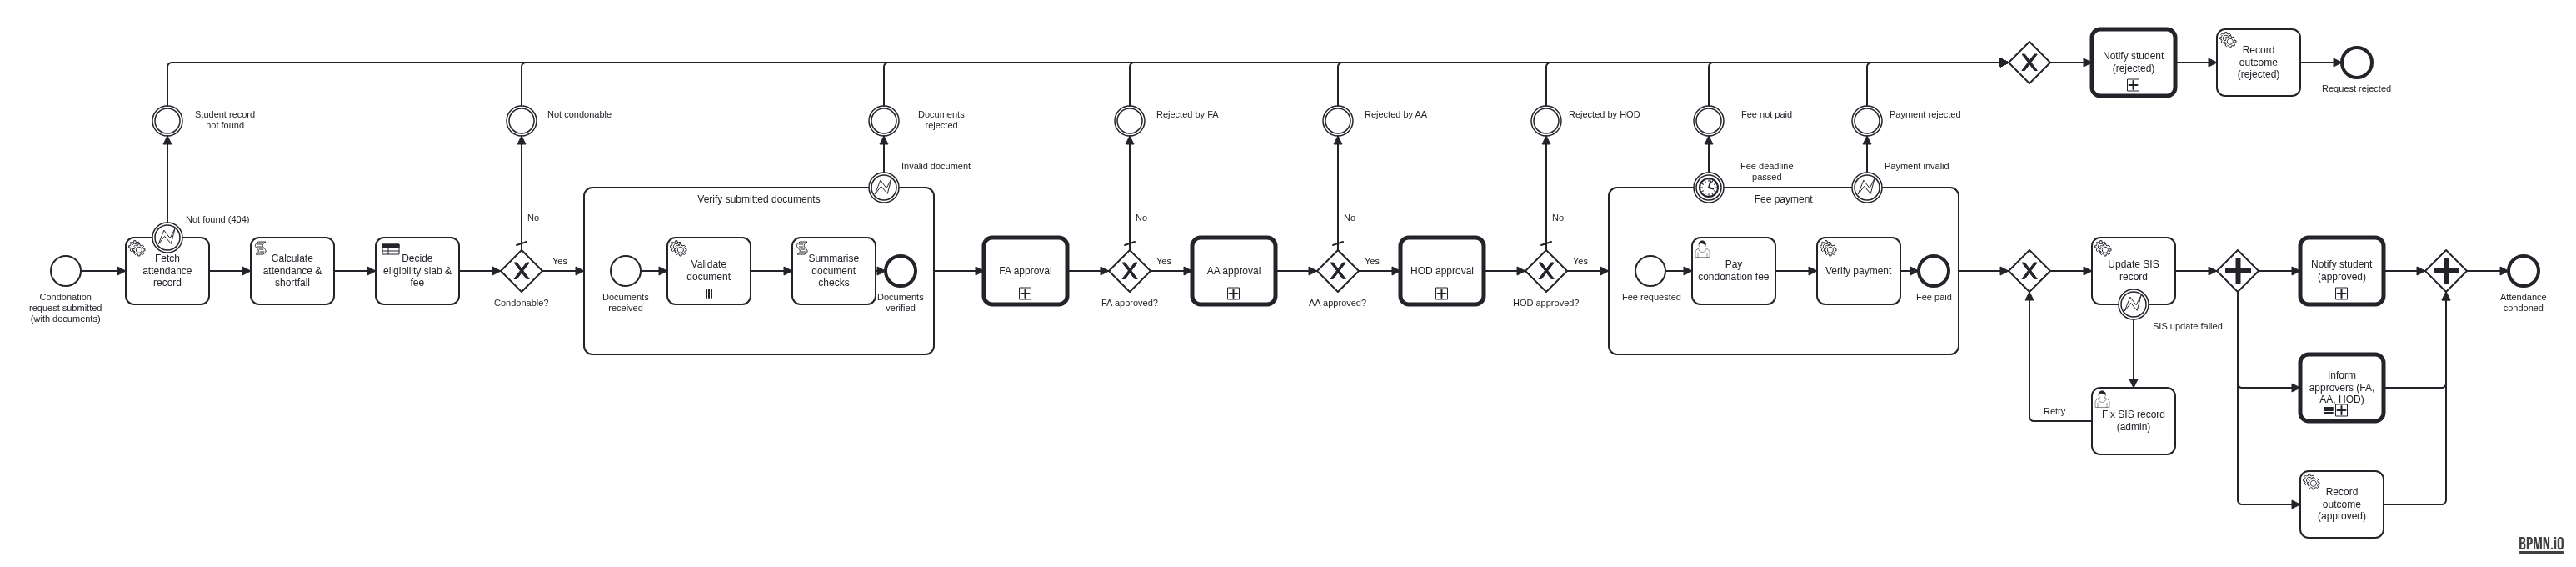 Notify student
(rejected)
Record
outcome
(rejected)
Request rejected
Student record
not found
Not condonable
Documents
rejected
Rejected by FA
Rejected by AA
Rejected by HOD
Fee not paid
Payment rejected
Invalid document
Fee deadline
passed
Payment invalid
Not found (404)
No
Verify submitted documents
No
No
No
Fee payment
Condonation
request submitted
(with documents)
Fetch
attendance
record
Calculate
attendance &
shortfall
Decide
eligibility slab &
fee
Condonable?
Yes
Documents
received
Validate
document
Summarise
document
checks
Documents
verified
FA approval
FA approved?
Yes
AA approval
AA approved?
Yes
HOD approval
HOD approved?
Yes
Fee requested
Pay
condonation fee
Verify payment
Fee paid
Update SIS
record
SIS update failed
Notify student
(approved)
Attendance
condoned
Retry
Fix SIS record
(admin)
Inform
approvers (FA,
AA, HOD)
Record
outcome
(approved)
BPMN.iO